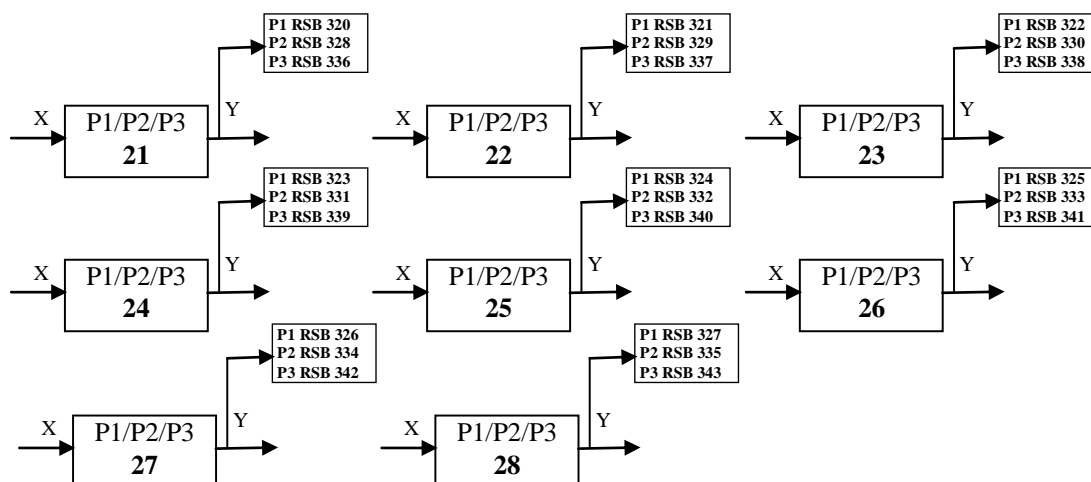 P1 RSB 320
P2 RSB 328
P3 RSB 336
X
P1/P2/P3
21
Y
P1 RSB 321
P2 RSB 329
P3 RSB 337
X
P1/P2/P3
22
Y
P1 RSB 322
P2 RSB 330
P3 RSB 338
X
P1/P2/P3
23
Y
P1 RSB 323
P2 RSB 331
P3 RSB 339
X
P1/P2/P3
24
Y
P1 RSB 324
P2 RSB 332
P3 RSB 340
X
P1/P2/P3
25
Y
P1 RSB 325
P2 RSB 333
P3 RSB 341
X
P1/P2/P3
26
Y
P1 RSB 326
P2 RSB 334
P3 RSB 342
X
P1/P2/P3
27
Y
P1 RSB 327
P2 RSB 335
P3 RSB 343
X
P1/P2/P3
28
Y